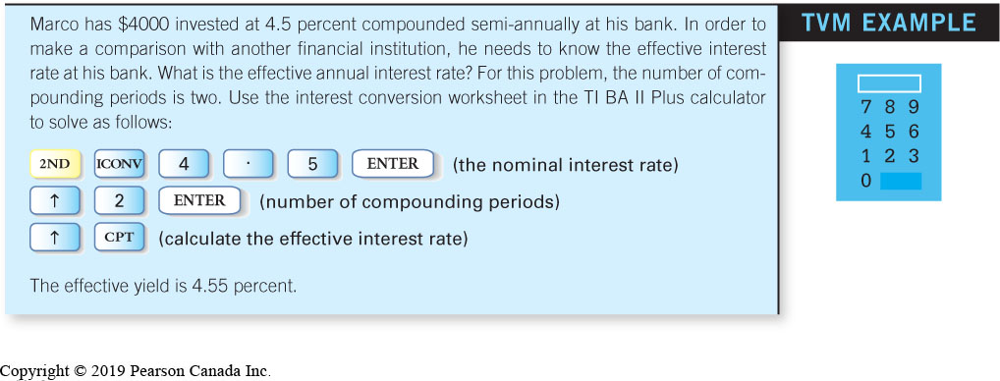 Marco has $4000 invested at 4.5 percent compounded semi-annually at his bank. In order to
make a comparison with another financial institution, he needs to know the effective interest
rate at his bank. What is the effective annual interest rate? For this problem, the number of com-
pounding periods is two. Use the interest conversion worksheet in the TI BA II Plus calculator
to solve as follows:
2ND ICONV 4 · 5 ENTER (the nominal interest rate)
↑ 2 ENTER (number of compounding periods)
↑ CPT (calculate the effective interest rate)
The effective yield is 4.55 percent.
TVM EXAMPLE
7 8 9
4 5 6
1 2 3
0
Copyright © 2019 Pearson Canada Inc.